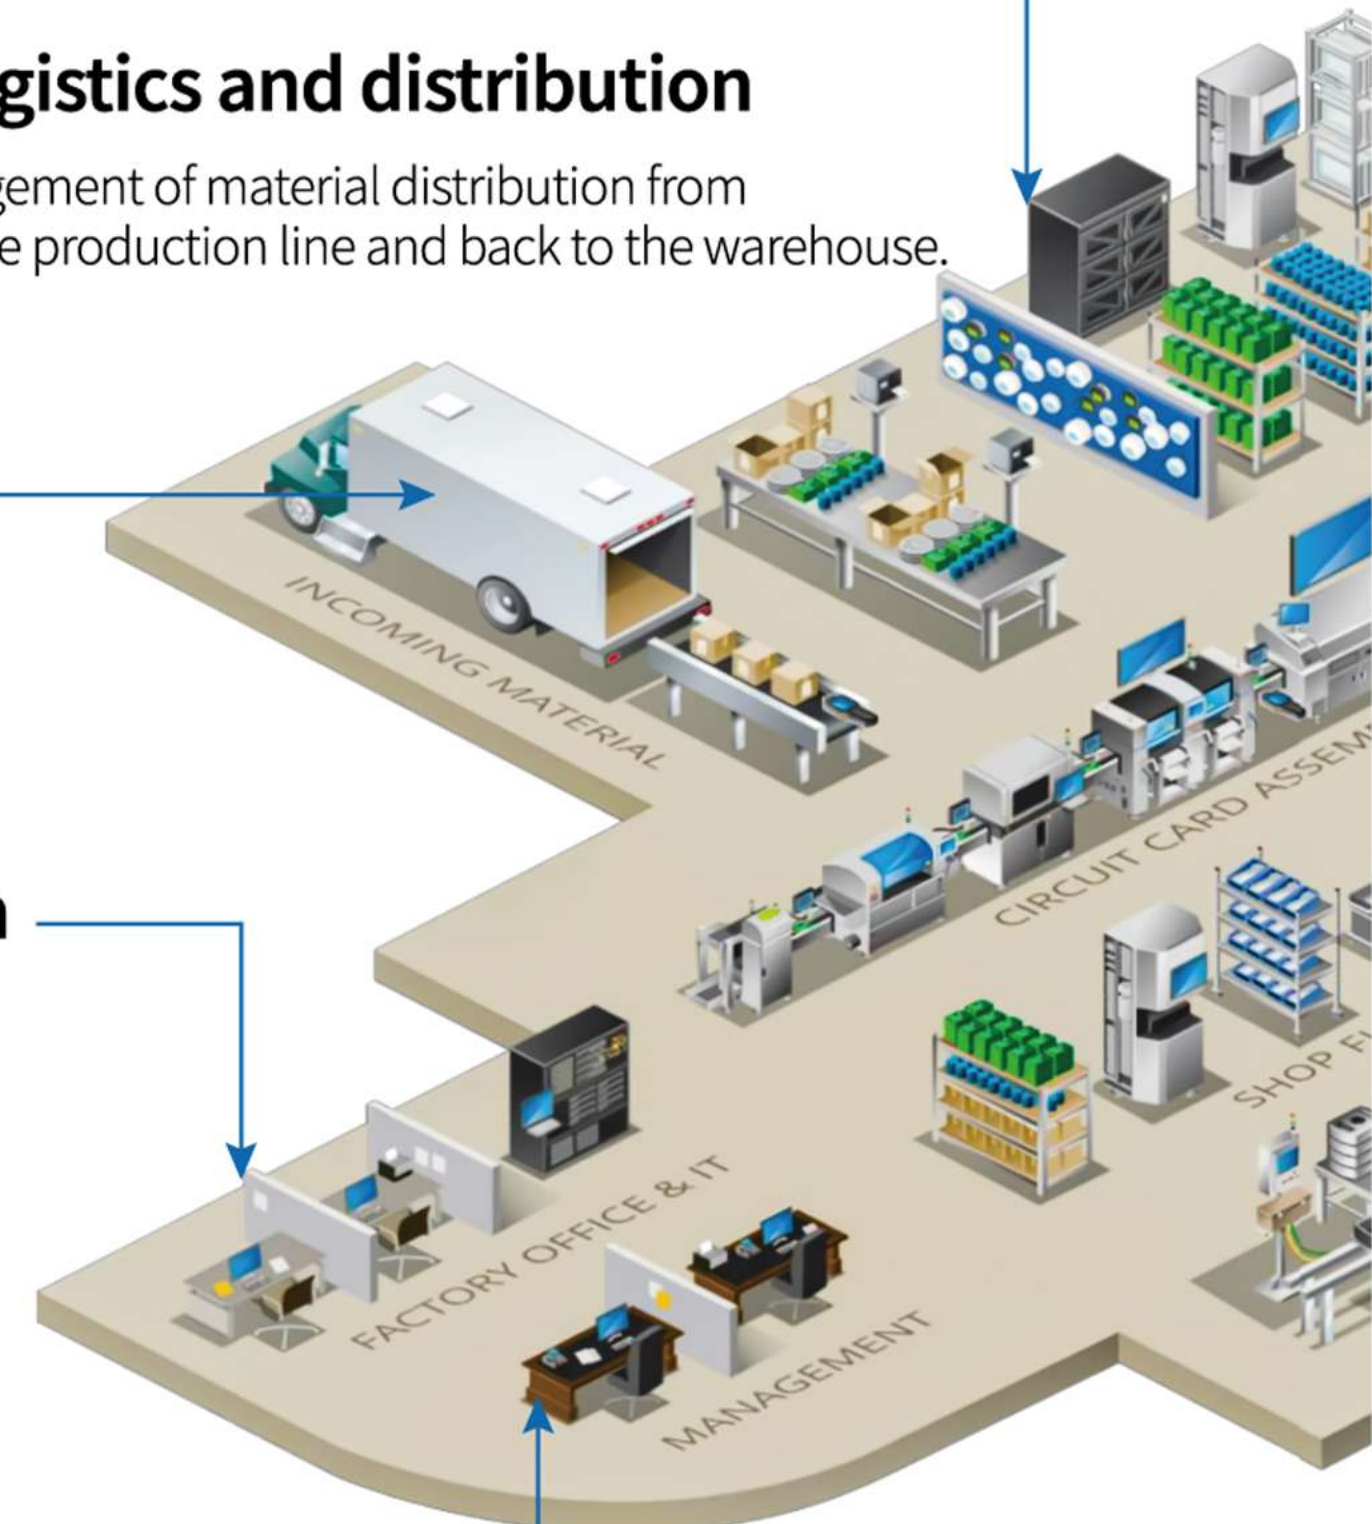 gistics and distribution
gement of material distribution from
e production line and back to the warehouse.
INCOMING MATERIAL
CIRCUIT CARD ASSEM
n
SHOP FL
FACTORY OFFICE & IT
MANAGEMENT